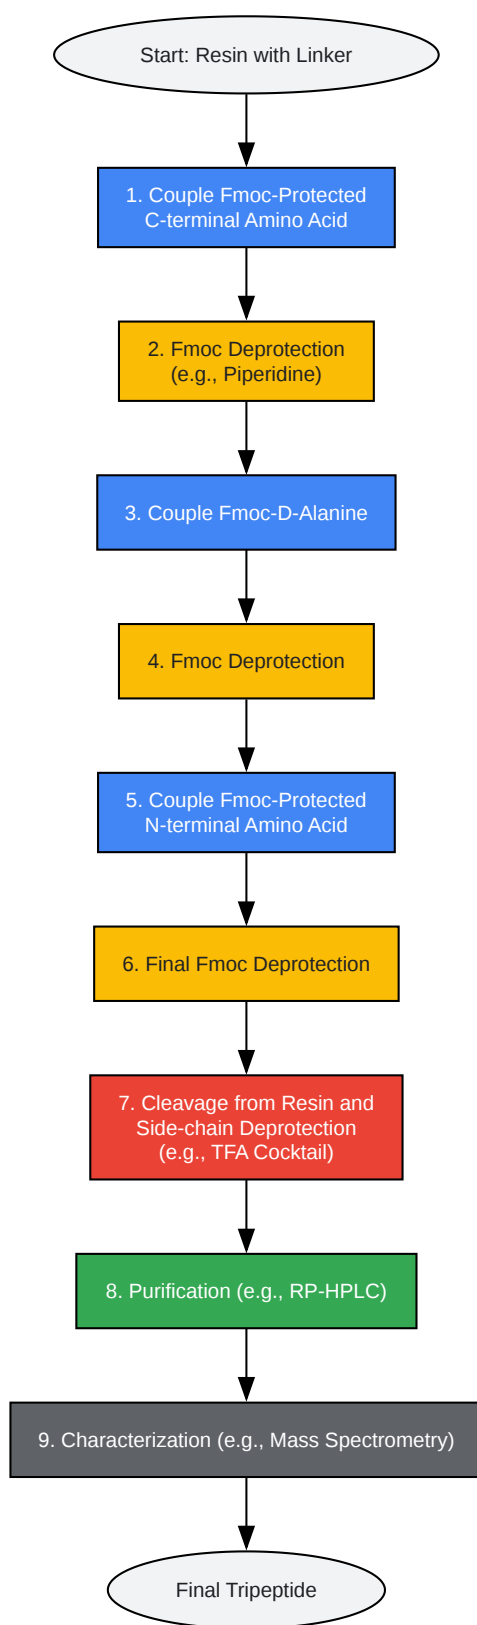 Start: Resin with Linker
1. Couple Fmoc-Protected
C-terminal Amino Acid
2. Fmoc Deprotection
(e.g., Piperidine)
3. Couple Fmoc-D-Alanine
4. Fmoc Deprotection
5. Couple Fmoc-Protected
N-terminal Amino Acid
6. Final Fmoc Deprotection
7. Cleavage from Resin and
Side-chain Deprotection
(e.g., TFA Cocktail)
8. Purification (e.g., RP-HPLC)
9. Characterization (e.g., Mass Spectrometry)
Final Tripeptide